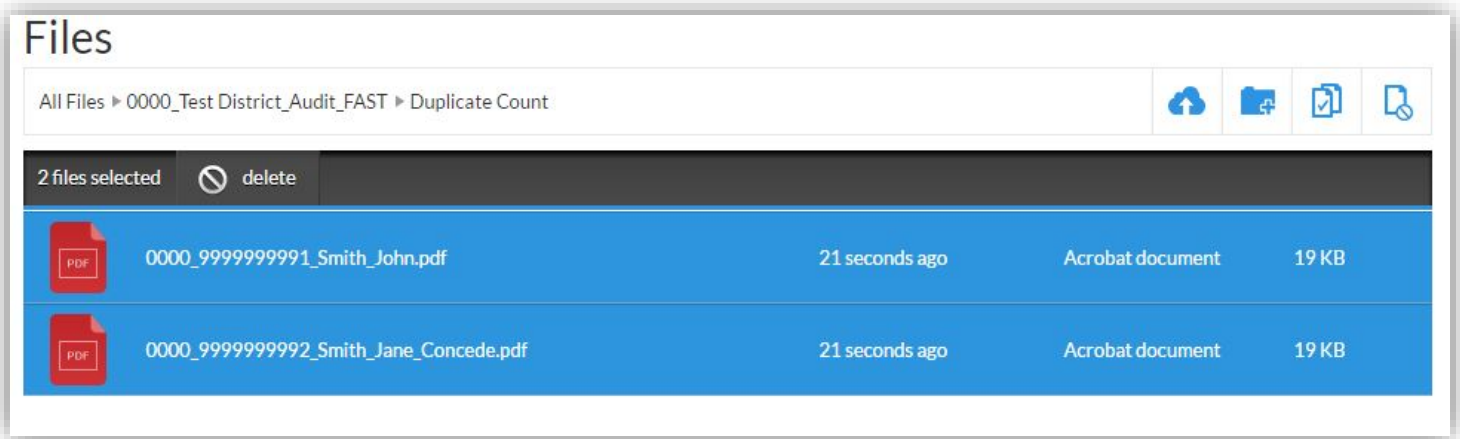 Files
All Files ▸ 0000_Test District_Audit_FAST ▸ Duplicate Count
2 files selected delete
PDF 0000_9999999991_Smith_John.pdf 21 seconds ago Acrobat document 19 KB
PDF 0000_9999999992_Smith_Jane_Concede.pdf 21 seconds ago Acrobat document 19 KB